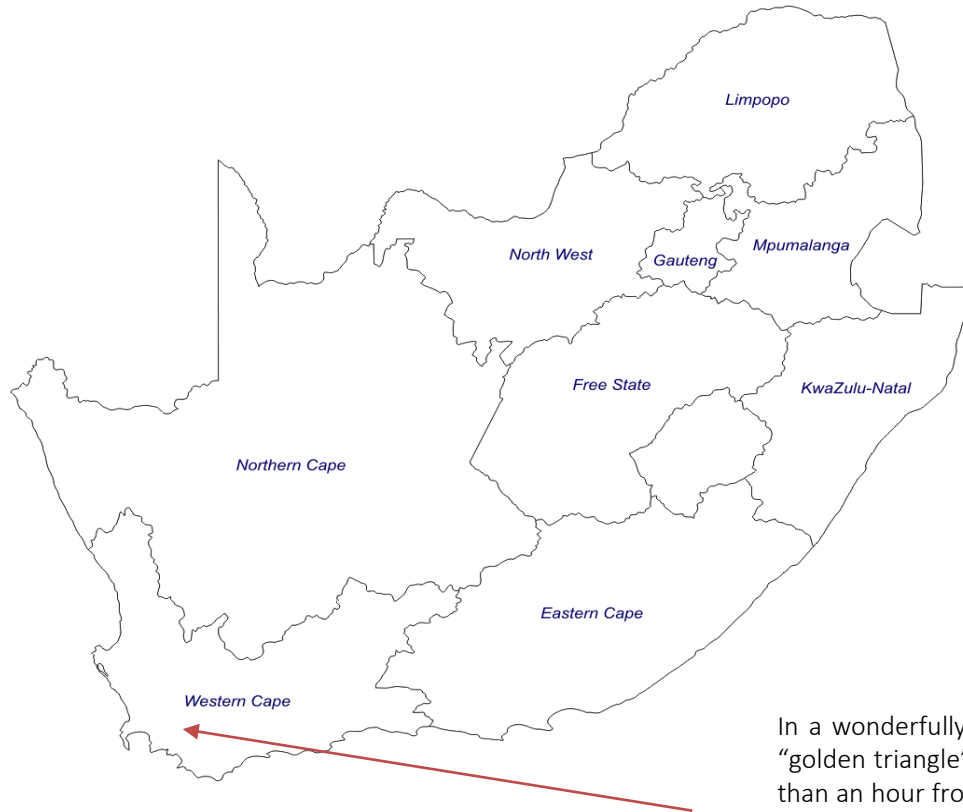 Limpopo
North West
Gauteng
Mpumalanga
Free State
KwaZulu-Natal
Northern Cape
Eastern Cape
Western Cape
In a wonderfully
“golden triangle”
than an hour fro